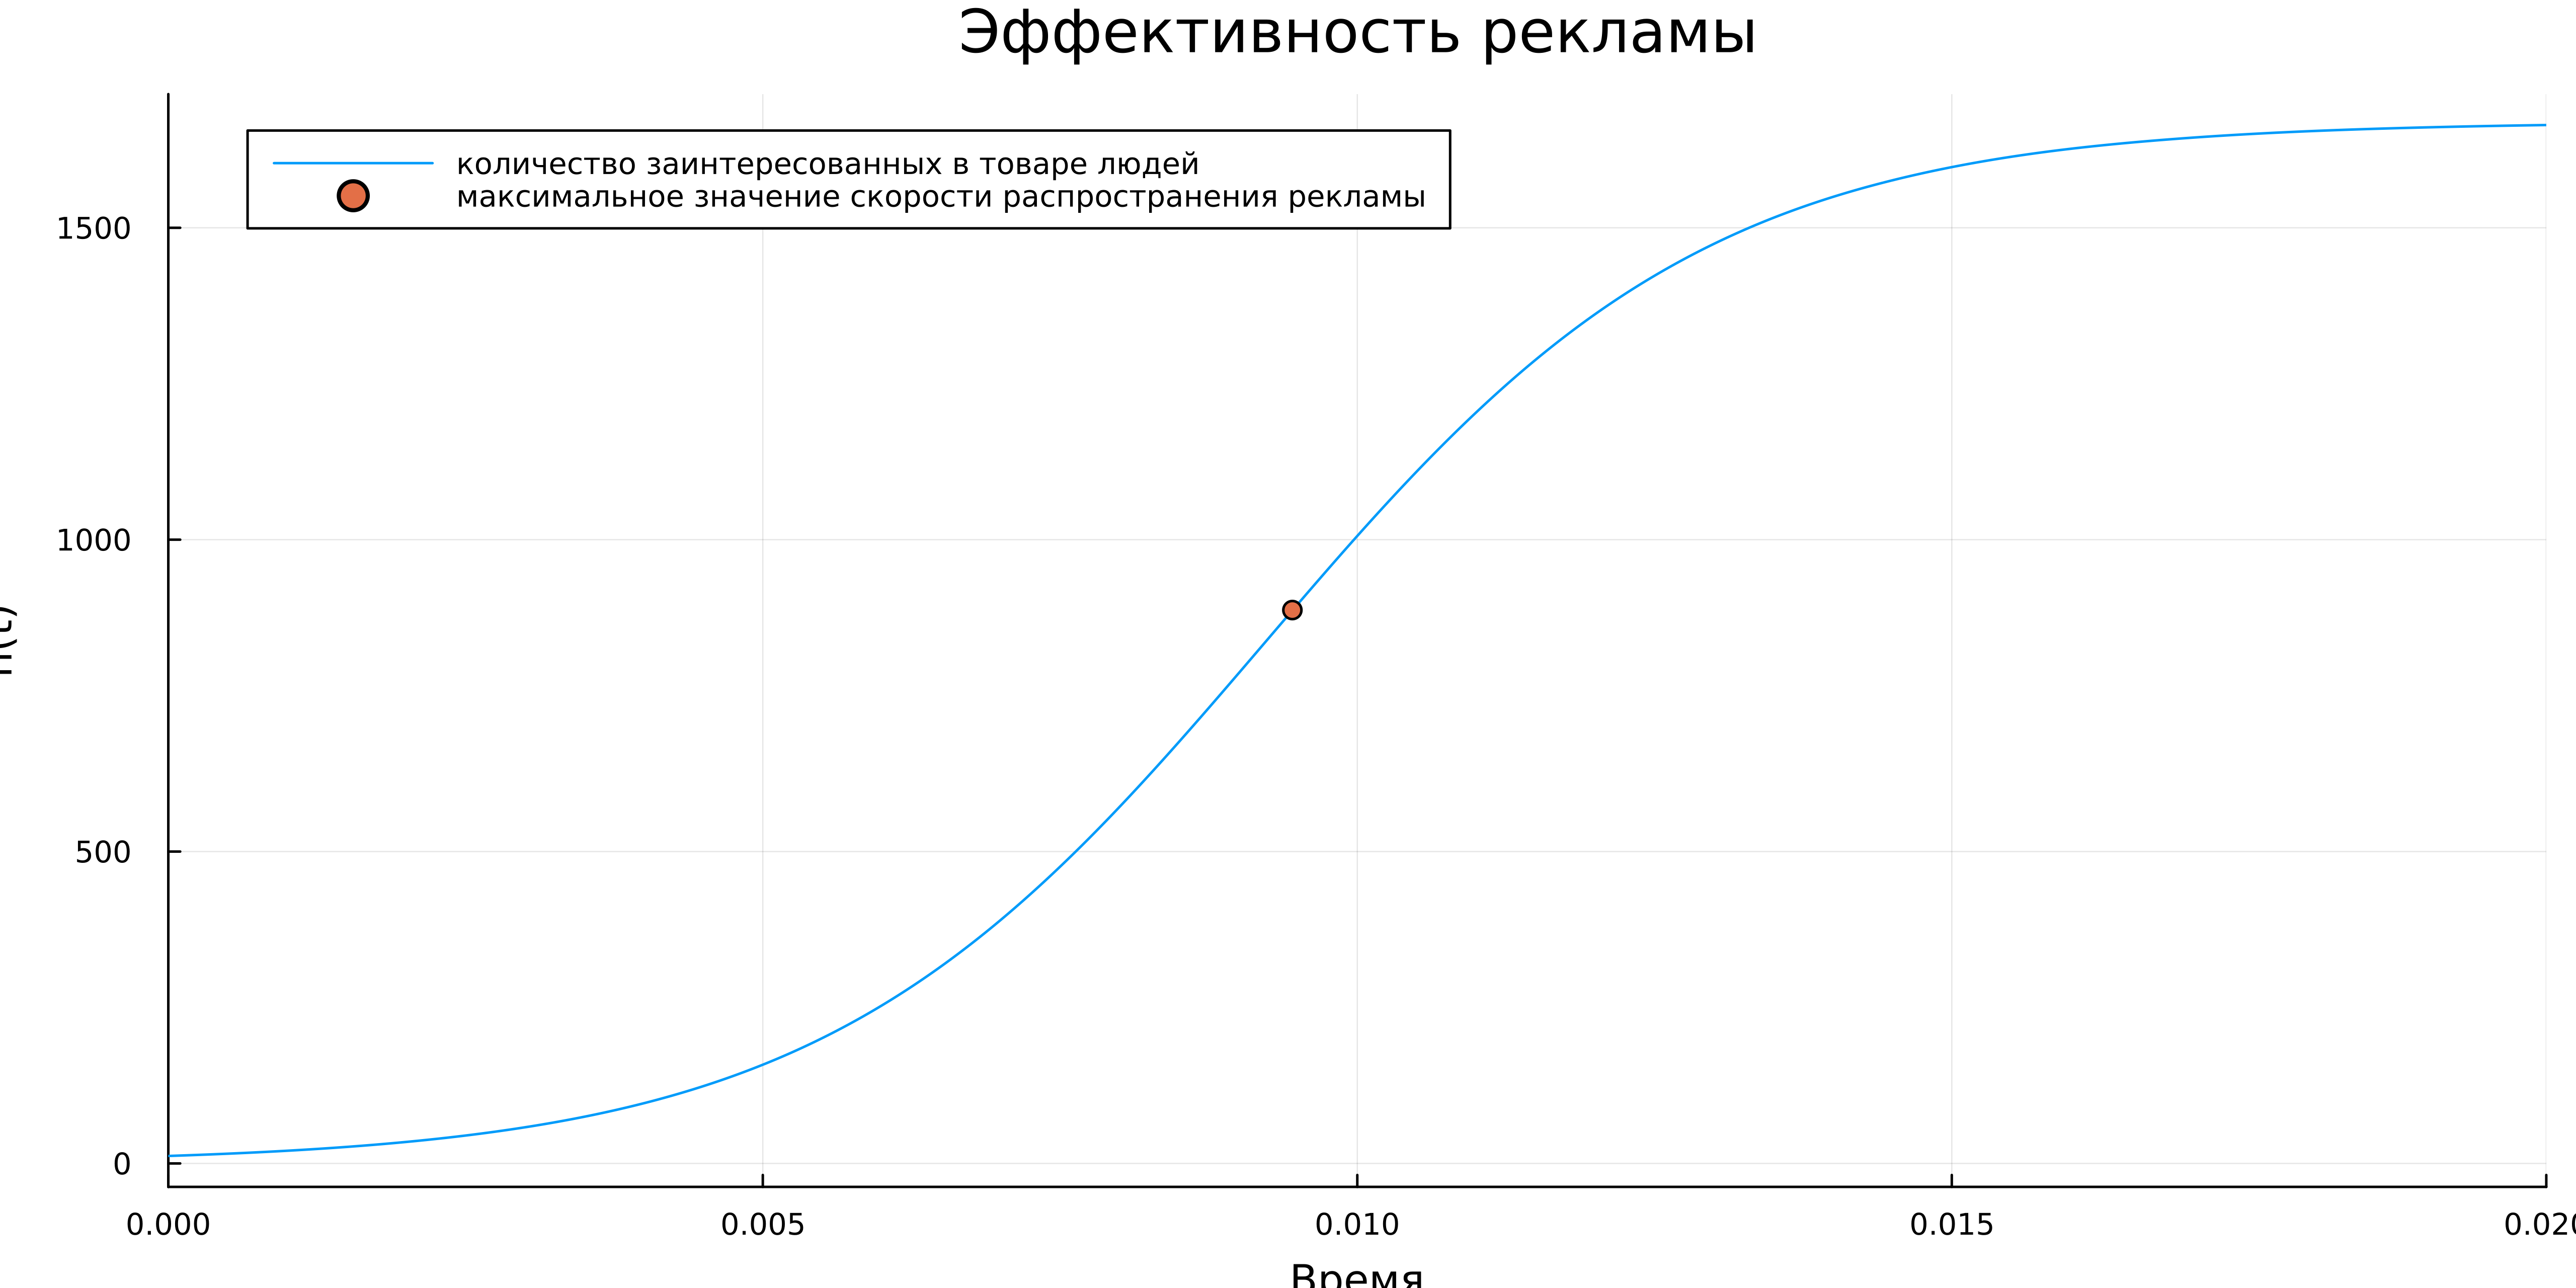 Эффективность рекламы
количество заинтересованных в товаре людей
максимальное значение скорости распространения рекламы
1500
1000
500
0
0.000
0.005
0.010
0.015
Время